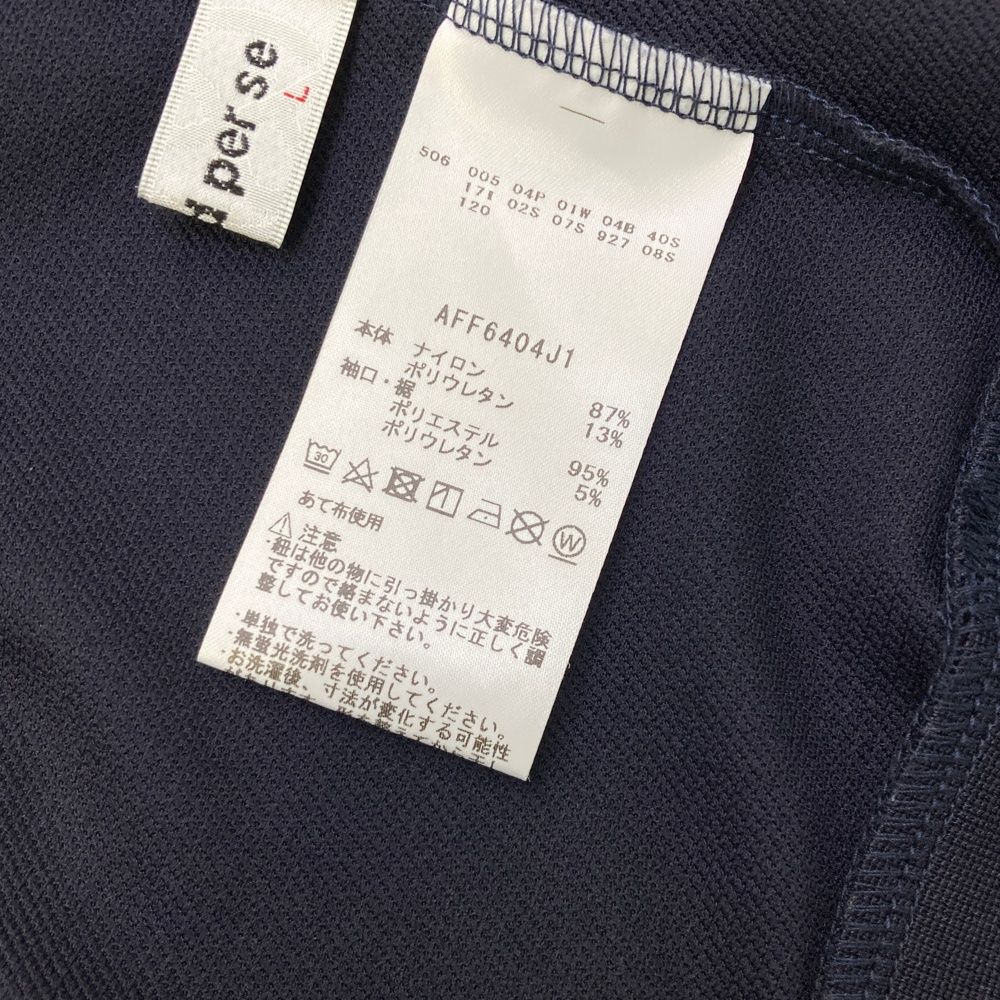 per se
L
506
005 04P 01W 04B 40S
17I 02S 07S 927 08S
120
AFF6404J1
本体 ナイロン 87%
ポリウレタン 13%
袖口・裾
ポリエステル 95%
ポリウレタン 5%
30
W
あて布使用
注意
・紐は他の物に引っ掛かり大変危険
ですので絡まないように正しく調
整してお使い下さい。
・単独で洗ってください。
・無蛍光洗剤を使用してください。
・お洗濯後、寸法が変化する可能性